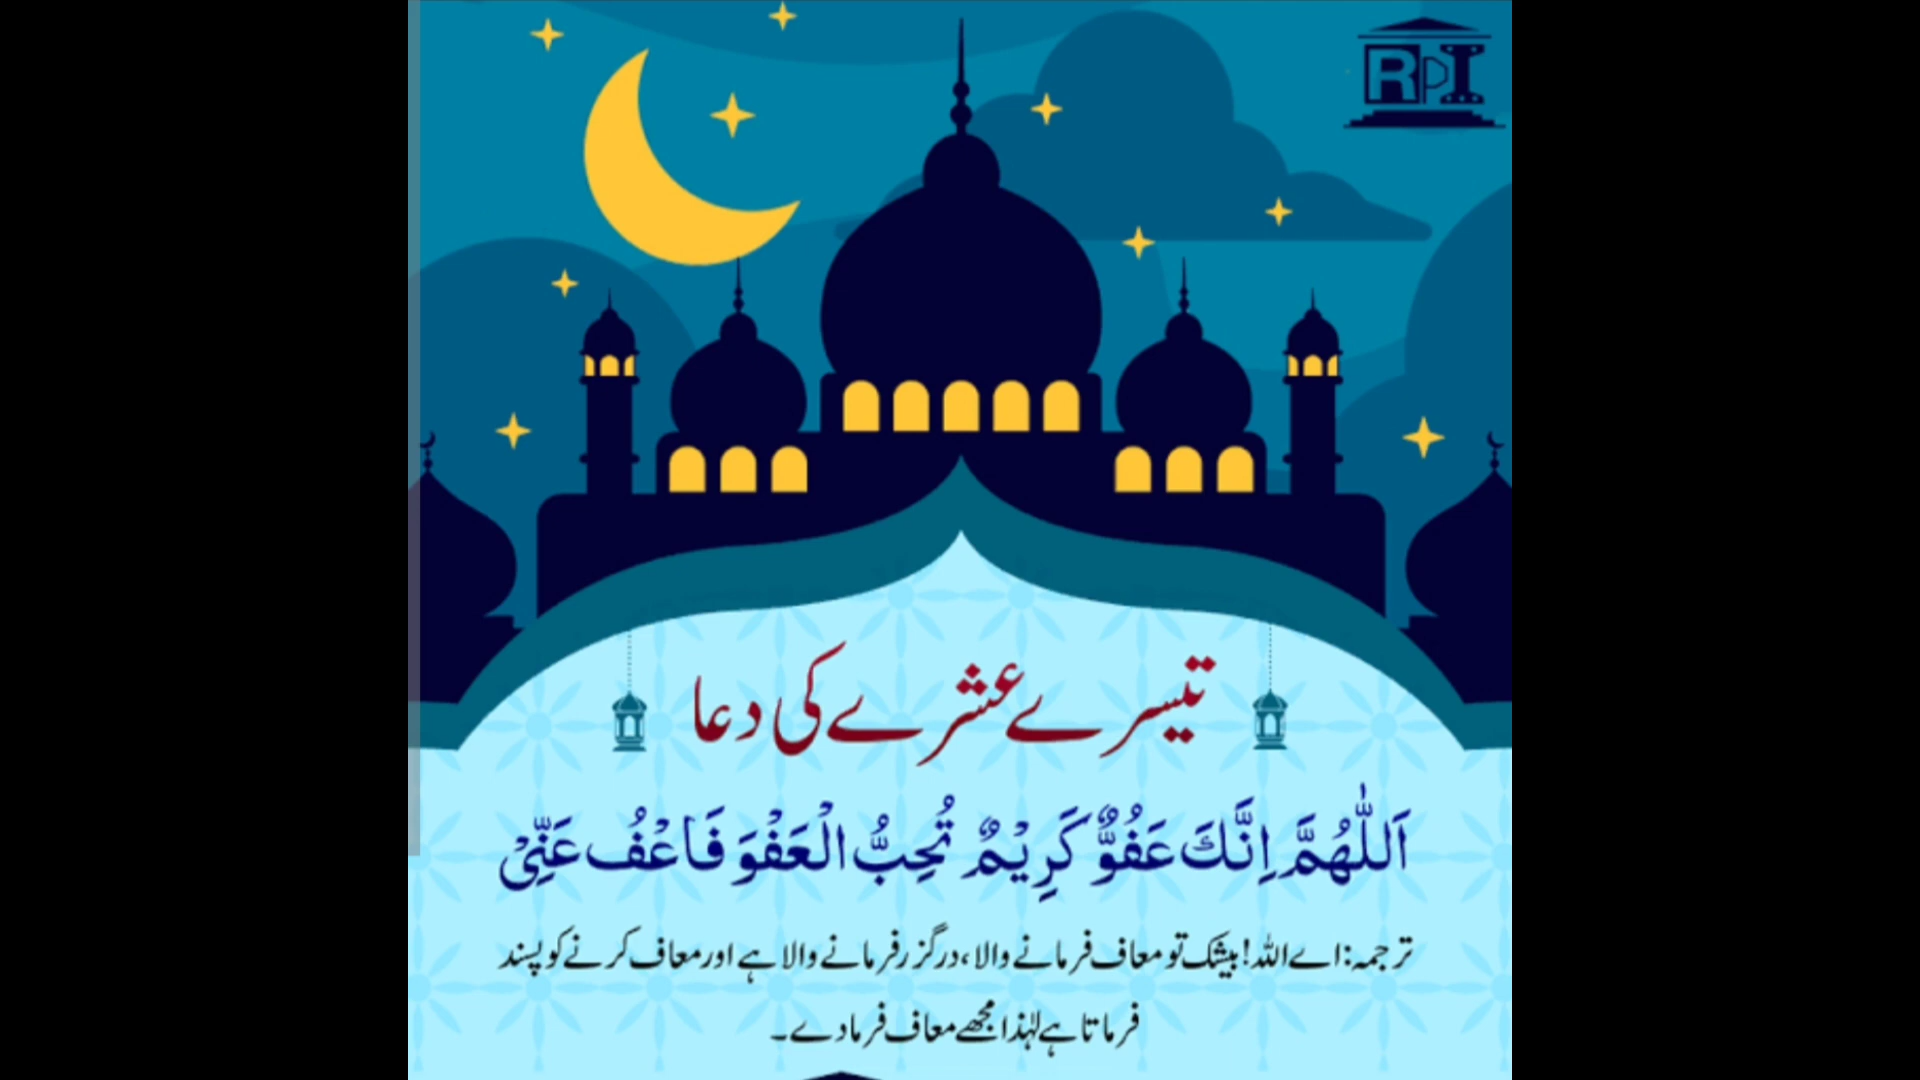 RPI
تیسرے عشرے کی دعا
اَللّٰهُمَّ اِنَّكَ عَفُوٌّ كَرِيْمٌ تُحِبُّ الْعَفْوَ فَاعْفُ عَنِّيْ
ترجمہ: اے اللہ! بیشک تو معاف فرمانے والا، درگزر فرمانے والا ہے اور معاف کرنے کو پسند
فرماتا ہے لہٰذا مجھے معاف فرما دے۔